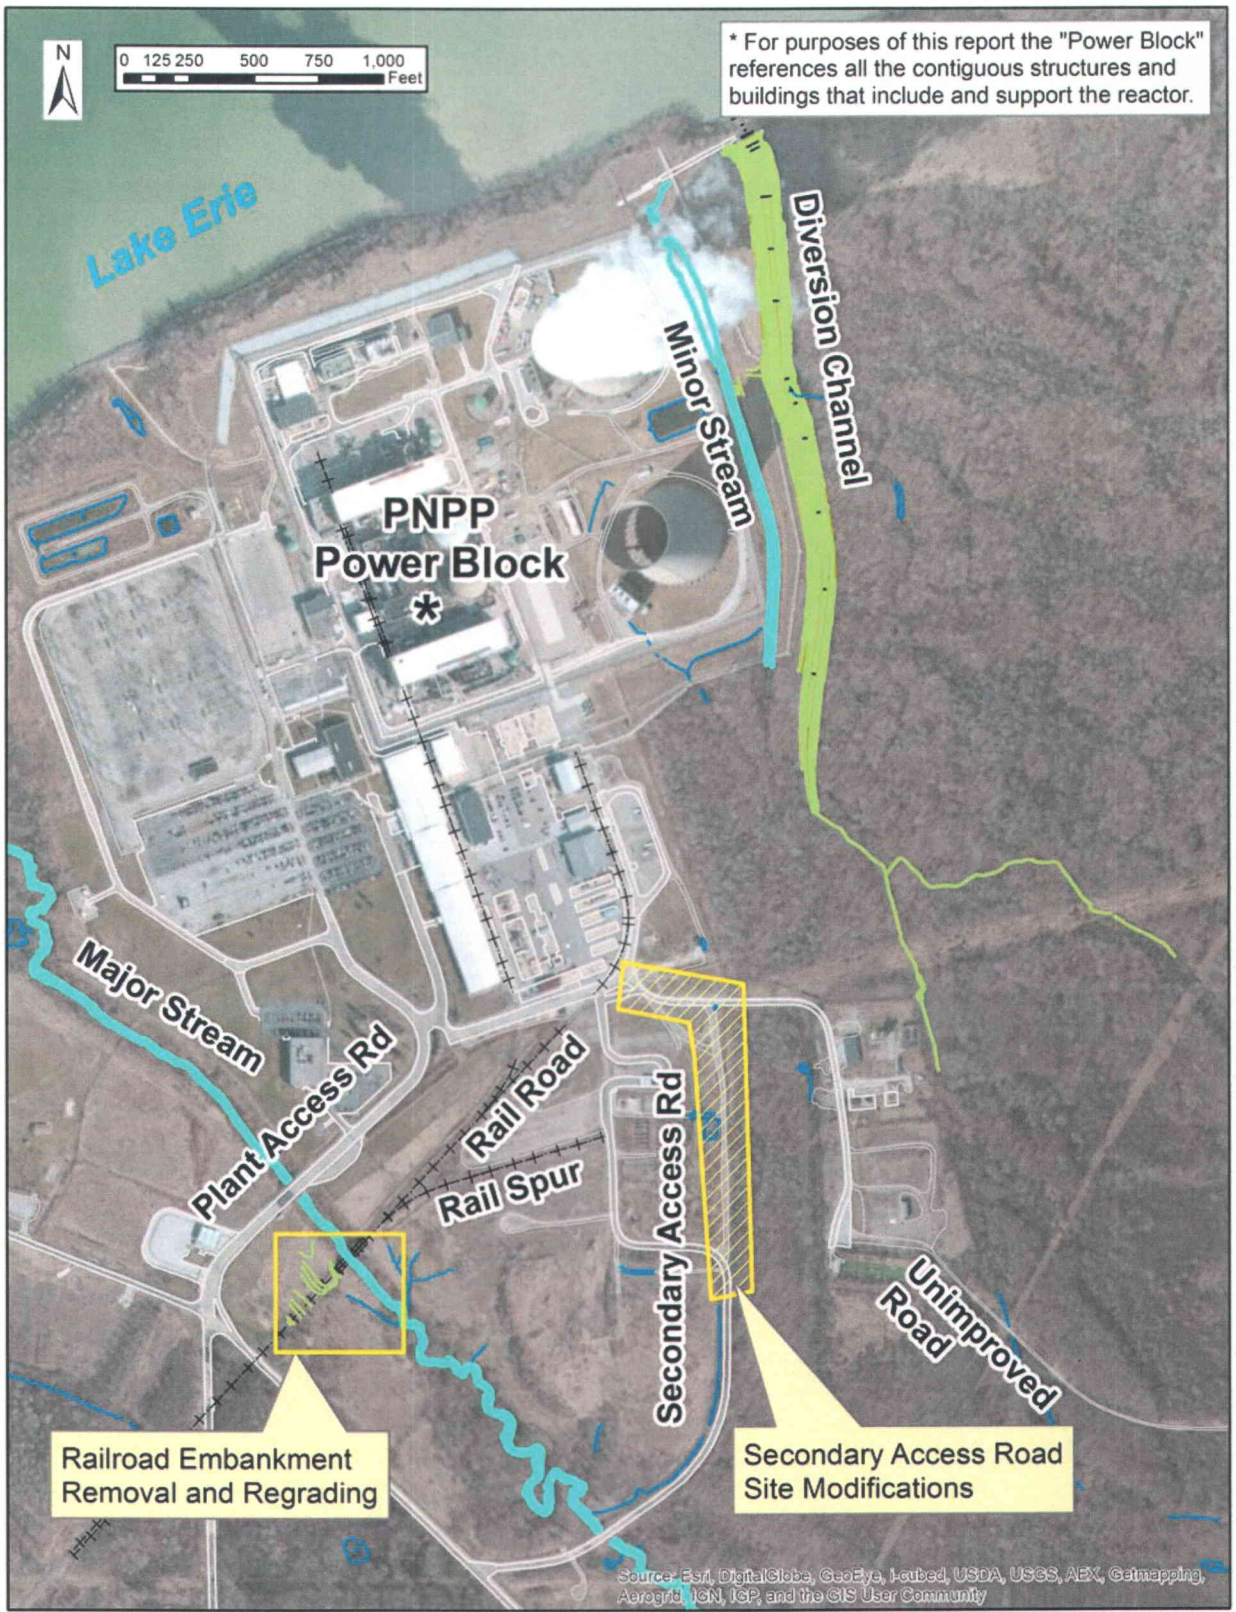 N
0 125 250 500 750 1,000
Feet
* For purposes of this report the "Power Block"
references all the contiguous structures and
buildings that include and support the reactor.
Lake Erie
Diversion Channel
Minor Stream
PNPP
Power Block
*
Major Stream
Plant Access Rd
Rail Road
Rail Spur
Secondary Access Rd
Unimproved
Road
Railroad Embankment
Removal and Regrading
Secondary Access Road
Site Modifications
Source: Esri, DigitalGlobe, GeoEye, i-cubed, USDA, USGS, AEX, Getmapping,
Aerogrid, IGN, IGP, and the GIS User Community